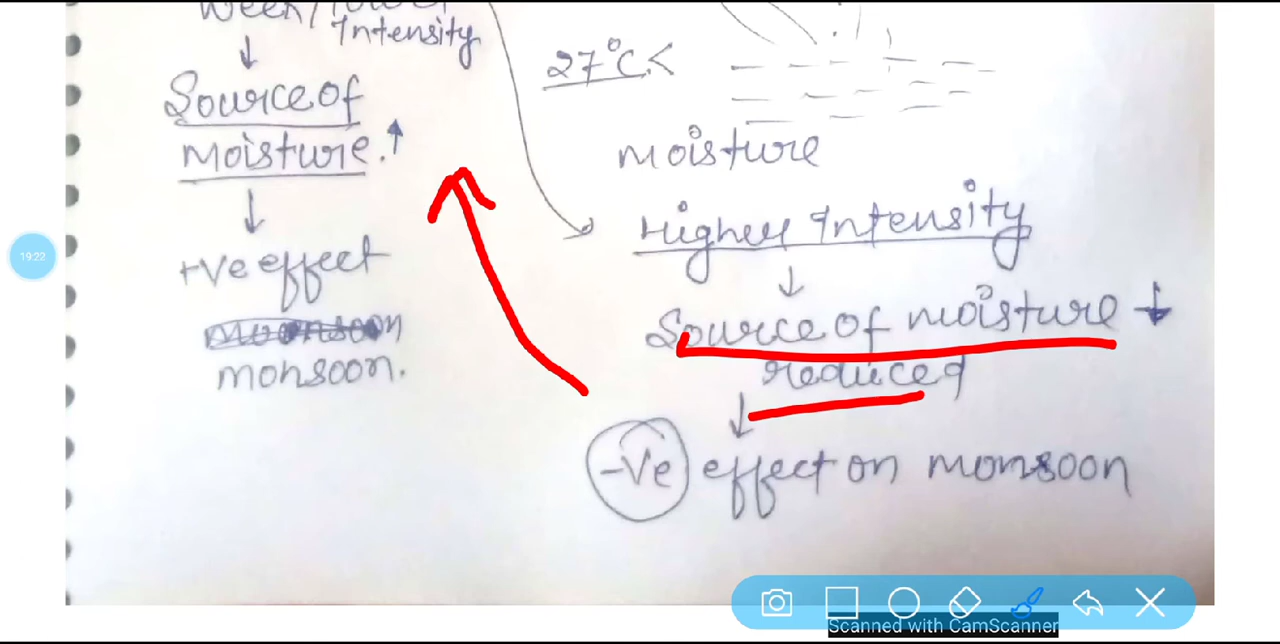 Intensity
Source of
moisture. ↑
+ve effect
monsoon.
27°C <
moisture
Higher Intensity
Source of moisture ↓
reduced
-ve effect on monsoon
19:22
Scanned with CamScanner